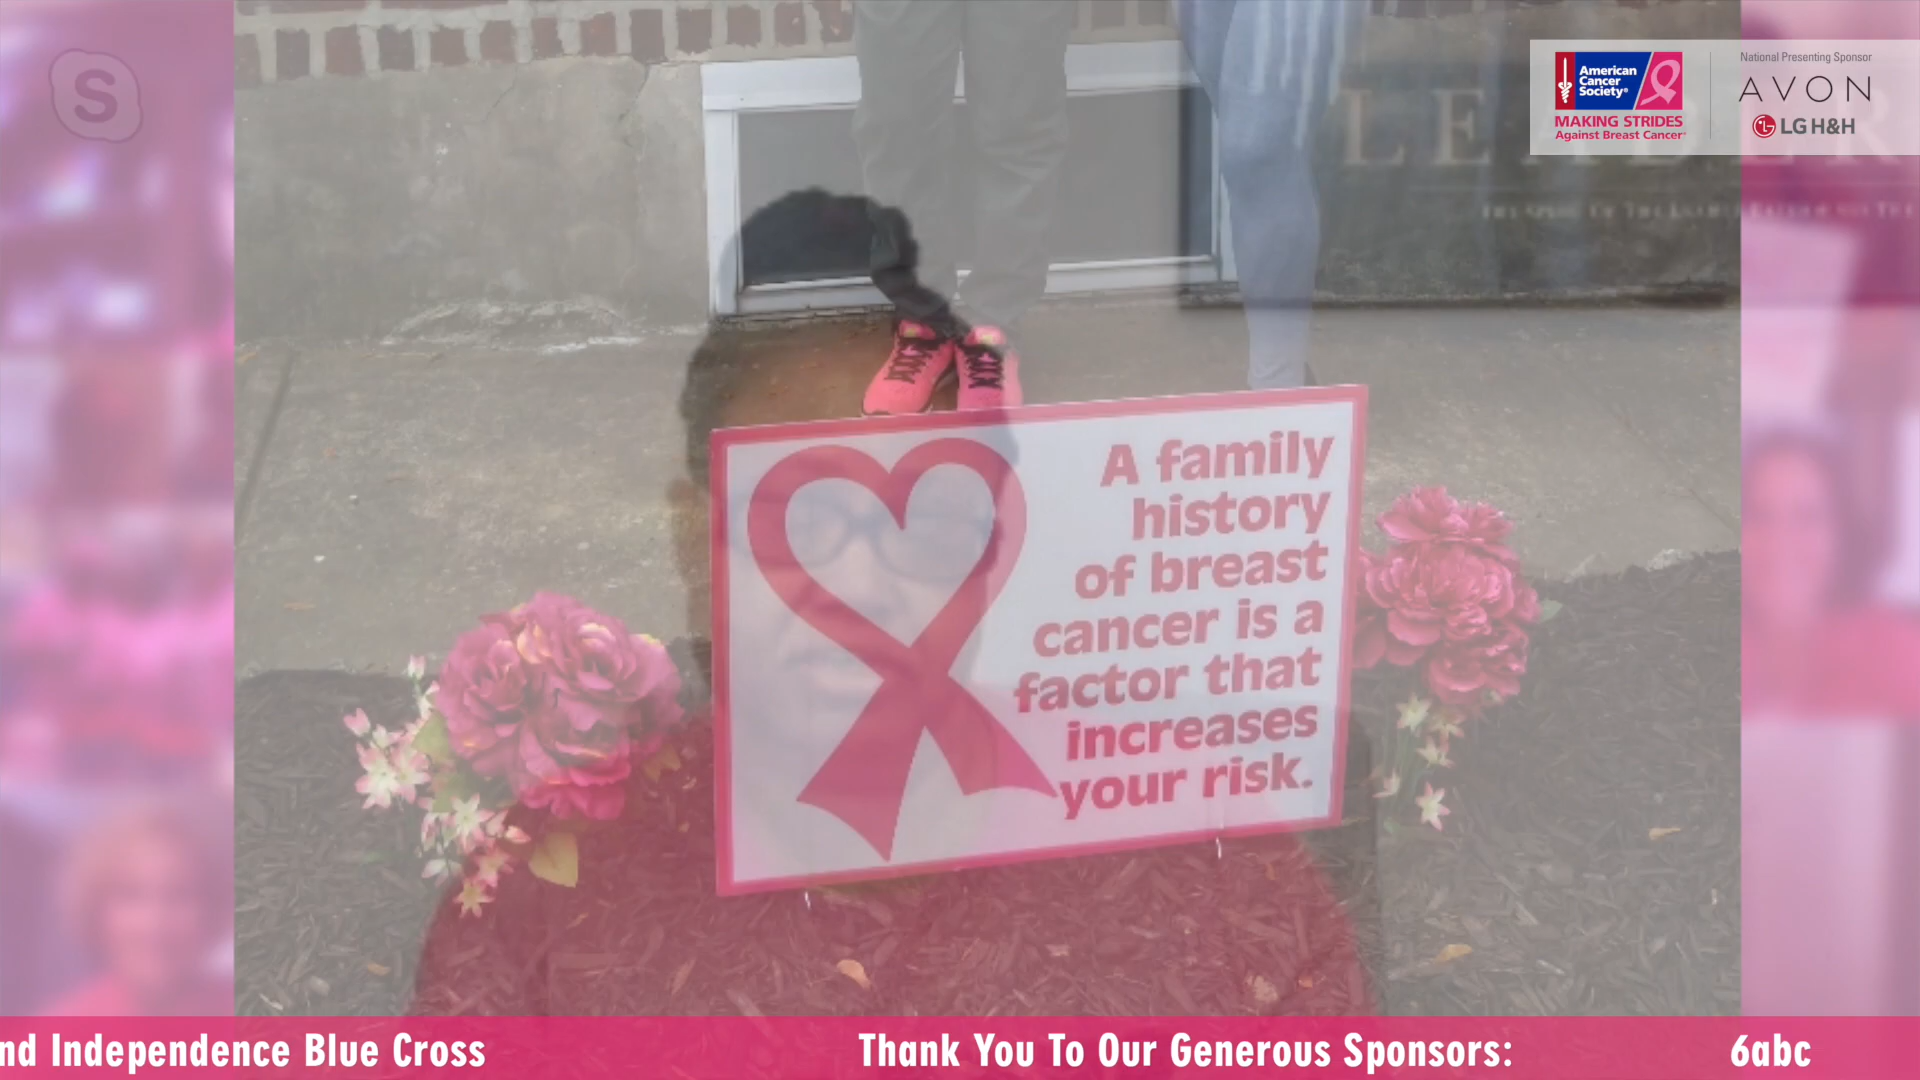 S
American
Cancer
Society®
MAKING STRIDES
Against Breast Cancer
National Presenting Sponsor
AVON
LG H&H
A family
history
of breast
cancer is a
factor that
increases
your risk.
nd Independence Blue Cross
Thank You To Our Generous Sponsors:
6abc